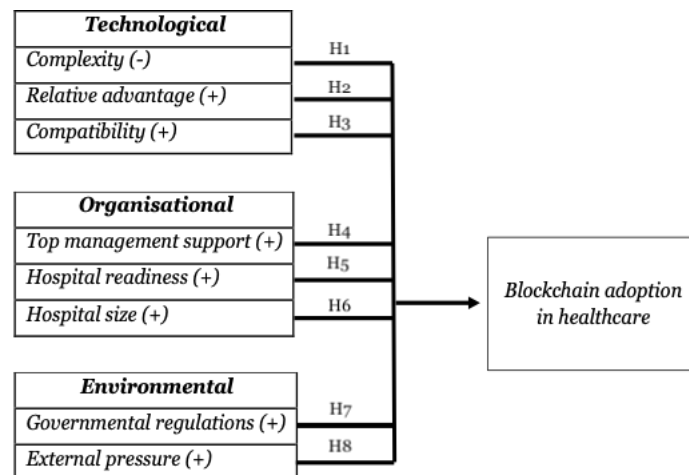 Technological
Complexity (-)
H1
Relative advantage (+)
H2
Compatibility (+)
H3
Organisational
Top management support (+)
H4
Hospital readiness (+)
H5
Hospital size (+)
H6
Blockchain adoption
in healthcare
Environmental
Governmental regulations (+)
H7
External pressure (+)
H8